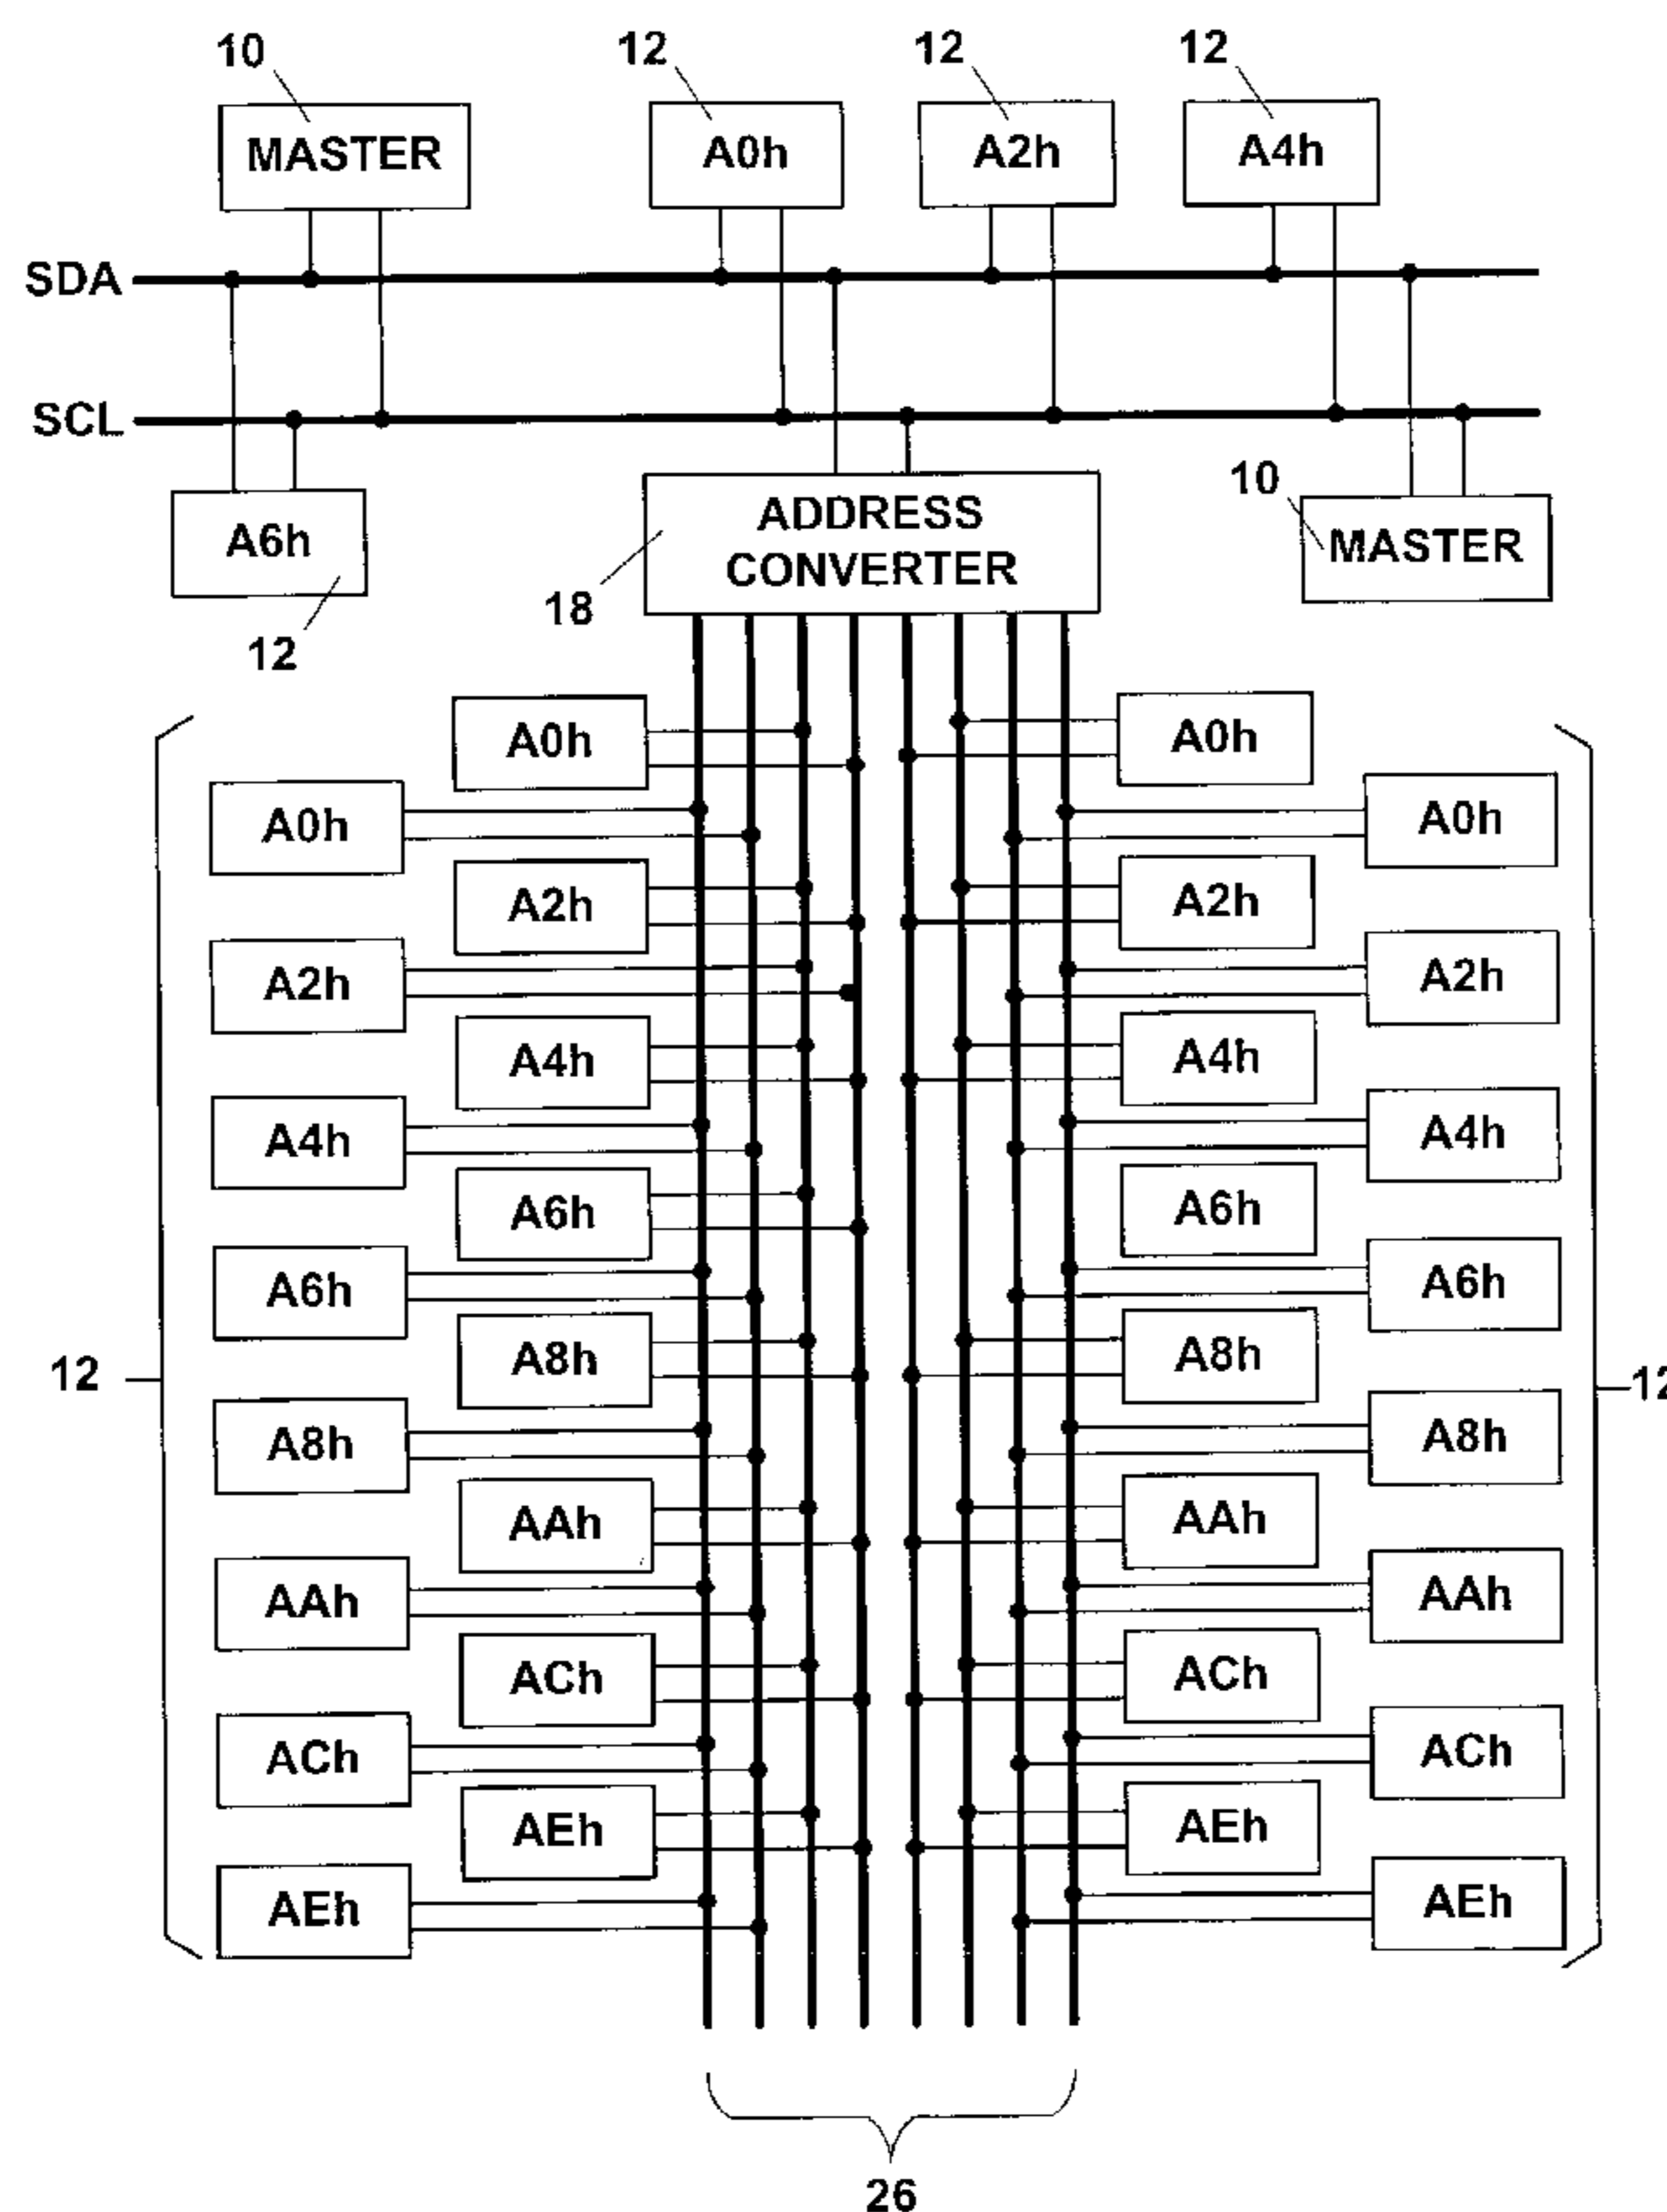 10 12 12 12
MASTER A0h A2h A4h
SDA
SCL
ADDRESS
CONVERTER
10
MASTER
A6h
18
12
A0h A0h
A0h A0h
A2h A2h
A2h A2h
A4h A4h
A4h A4h
A6h A6h
A6h A6h
A8h A8h
12 12
A8h A8h
AAh AAh
AAh AAh
ACh ACh
ACh ACh
AEh AEh
AEh AEh
26